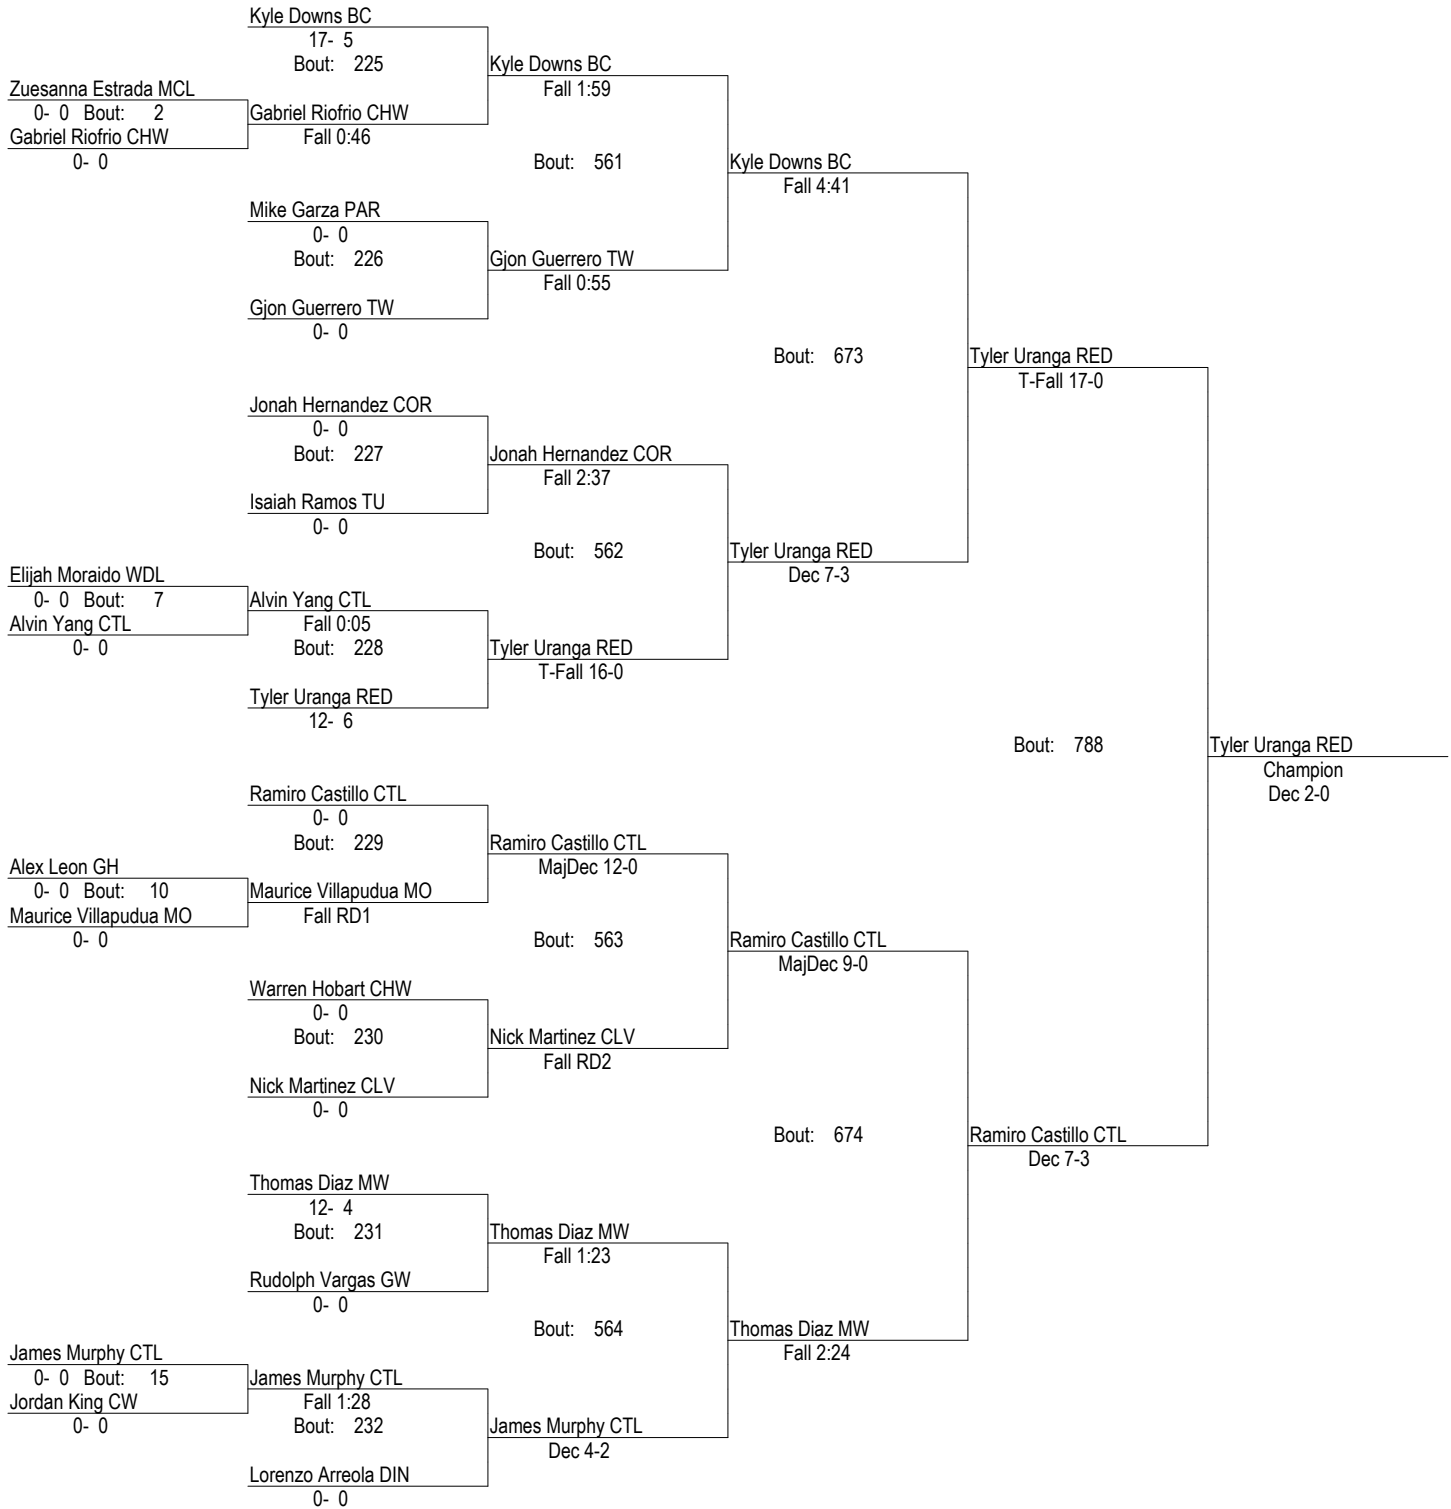 Kyle Downs BC
17- 5
Bout: 225
Kyle Downs BC
Fall 1:59
Zuesanna Estrada MCL
0- 0 Bout: 2
Gabriel Riofrio CHW
0- 0
Gabriel Riofrio CHW
Fall 0:46
Bout: 561
Kyle Downs BC
Fall 4:41
Mike Garza PAR
0- 0
Bout: 226
Gjon Guerrero TW
Fall 0:55
Gjon Guerrero TW
0- 0
Bout: 673
Tyler Uranga RED
T-Fall 17-0
Jonah Hernandez COR
0- 0
Bout: 227
Jonah Hernandez COR
Fall 2:37
Isaiah Ramos TU
0- 0
Bout: 562
Tyler Uranga RED
Dec 7-3
Elijah Moraido WDL
0- 0 Bout: 7
Alvin Yang CTL
0- 0
Alvin Yang CTL
Fall 0:05
Bout: 228
Tyler Uranga RED
T-Fall 16-0
Tyler Uranga RED
12- 6
Bout: 788
Tyler Uranga RED
Champion
Dec 2-0
Ramiro Castillo CTL
0- 0
Bout: 229
Ramiro Castillo CTL
MajDec 12-0
Alex Leon GH
0- 0 Bout: 10
Maurice Villapudua MO
0- 0
Maurice Villapudua MO
Fall RD1
Bout: 563
Ramiro Castillo CTL
MajDec 9-0
Warren Hobart CHW
0- 0
Bout: 230
Nick Martinez CLV
Fall RD2
Nick Martinez CLV
0- 0
Bout: 674
Ramiro Castillo CTL
Dec 7-3
Thomas Diaz MW
12- 4
Bout: 231
Thomas Diaz MW
Fall 1:23
Rudolph Vargas GW
0- 0
Bout: 564
Thomas Diaz MW
Fall 2:24
James Murphy CTL
0- 0 Bout: 15
Jordan King CW
0- 0
James Murphy CTL
Fall 1:28
Bout: 232
James Murphy CTL
Dec 4-2
Lorenzo Arreola DIN
0- 0